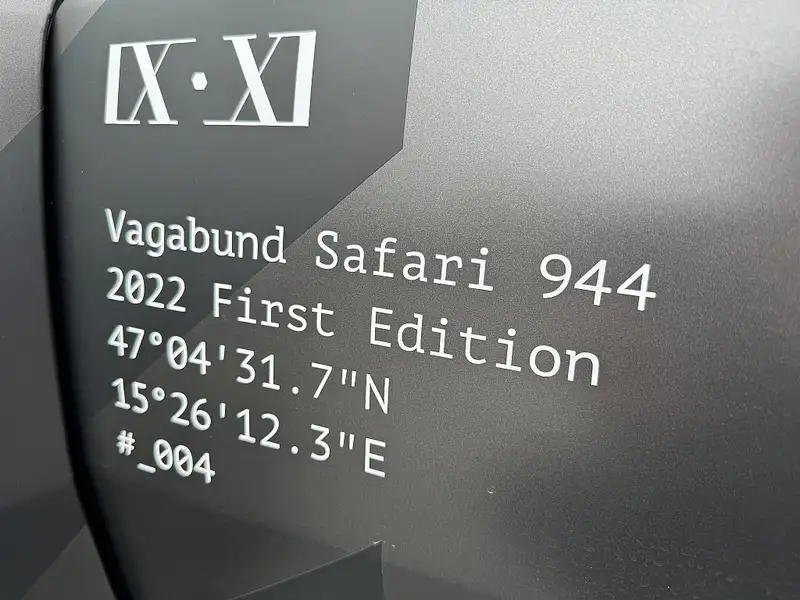 [X·X]
Vagabund Safari 944
2022 First Edition
47°04'31.7"N
15°26'12.3"E
#_004